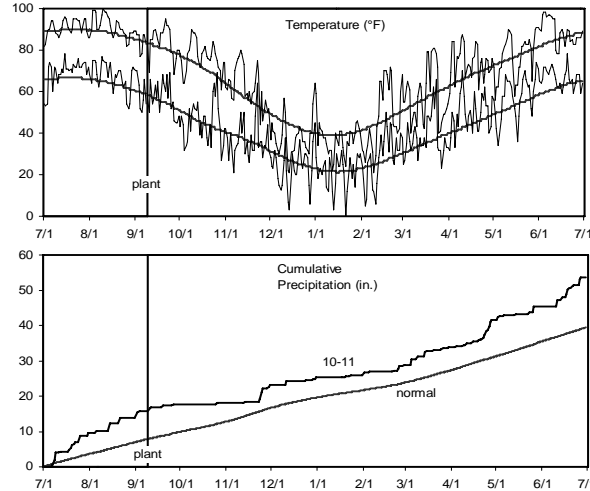 Temperature (°F)
100
80
60
40
20
0
plant
7/1 8/1 9/1 10/1 11/1 12/1 1/1 2/1 3/1 4/1 5/1 6/1 7/1
Cumulative
Precipitation (in.)
60
50
40
30
20
10
0
10-11
normal
plant
7/1 8/1 9/1 10/1 11/1 12/1 1/1 2/1 3/1 4/1 5/1 6/1 7/1